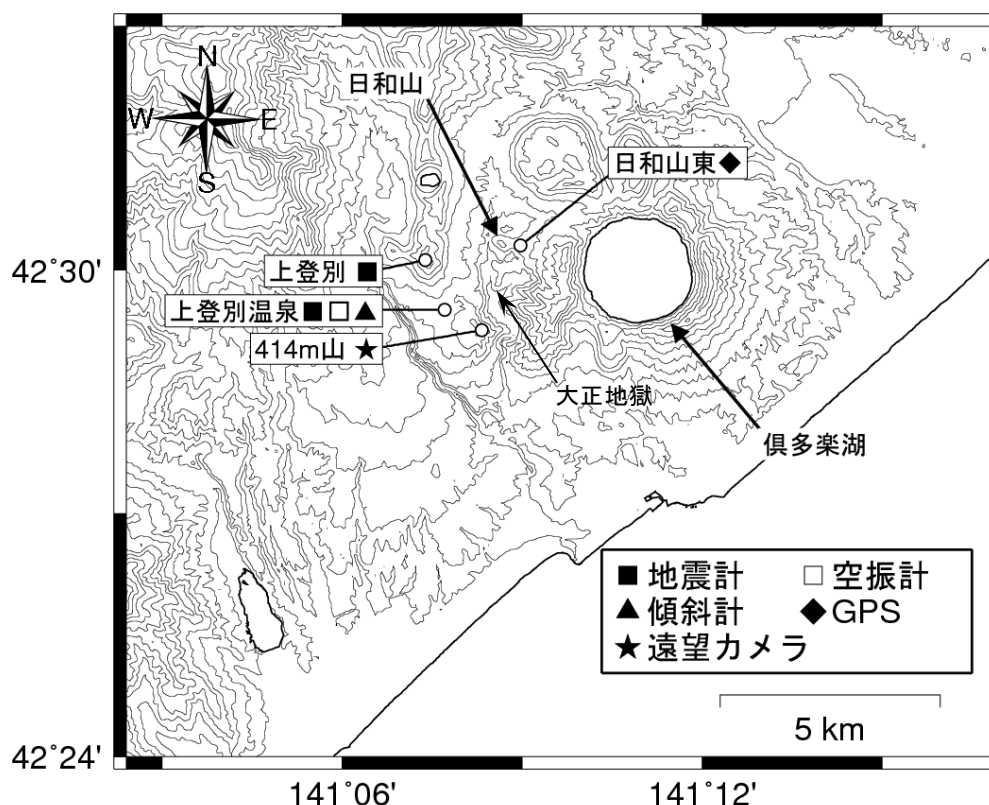 N
W E
S
日和山
日和山東◆
42˚30'
上登別 ■
上登別温泉■□▲
414m山★
大正地獄
倶多楽湖
■地震計 □空振計
▲傾斜計 ◆GPS
★遠望カメラ
5 km
42˚24'
141˚06' 141˚12'